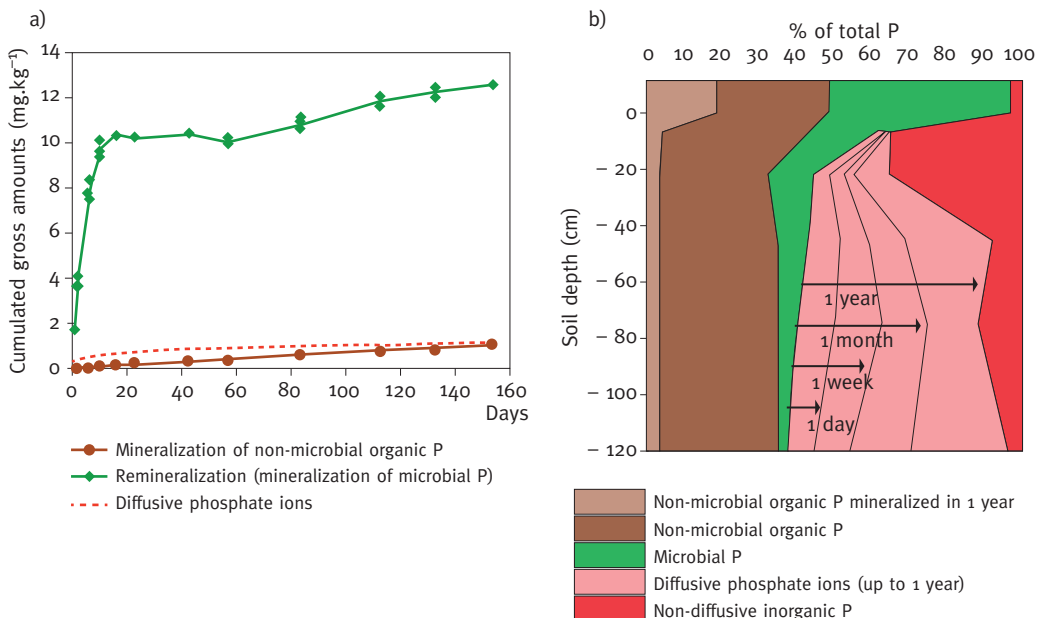 a)
Cumulated gross amounts (mg.kg⁻¹)
14
12
10
8
6
4
2
0
0 20 40 60 80 100 120 140 160
Days
Mineralization of non-microbial organic P
Remineralization (mineralization of microbial P)
Diffusive phosphate ions
b)
% of total P
0 10 20 30 40 50 60 70 80 90 100
Soil depth (cm)
0
– 20
– 40
– 60
– 80
– 100
– 120
1 year
1 month
1 week
1 day
Non-microbial organic P mineralized in 1 year
Non-microbial organic P
Microbial P
Diffusive phosphate ions (up to 1 year)
Non-diffusive inorganic P